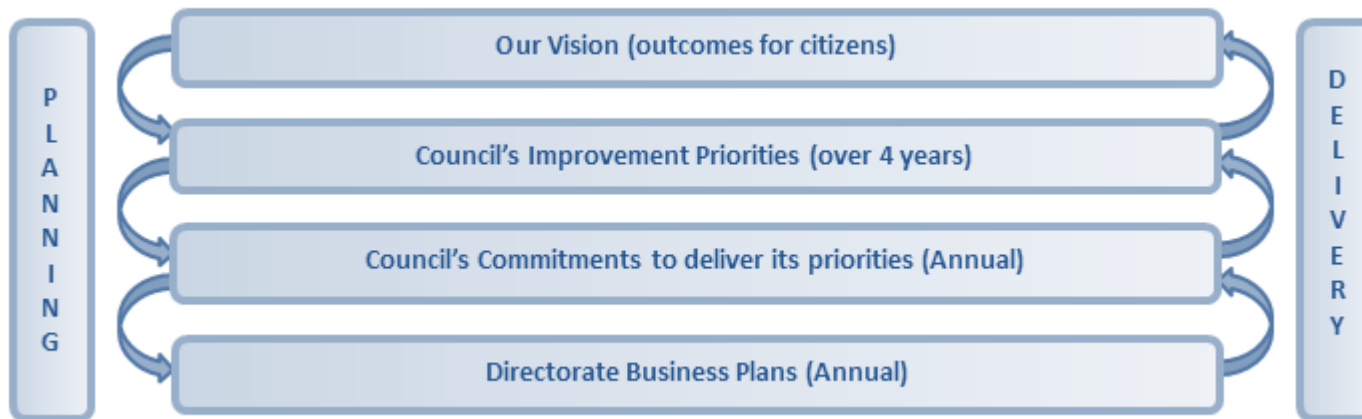 PLANNING
Our Vision (outcomes for citizens)
Council's Improvement Priorities (over 4 years)
Council's Commitments to deliver its priorities (Annual)
Directorate Business Plans (Annual)
DELIVERY